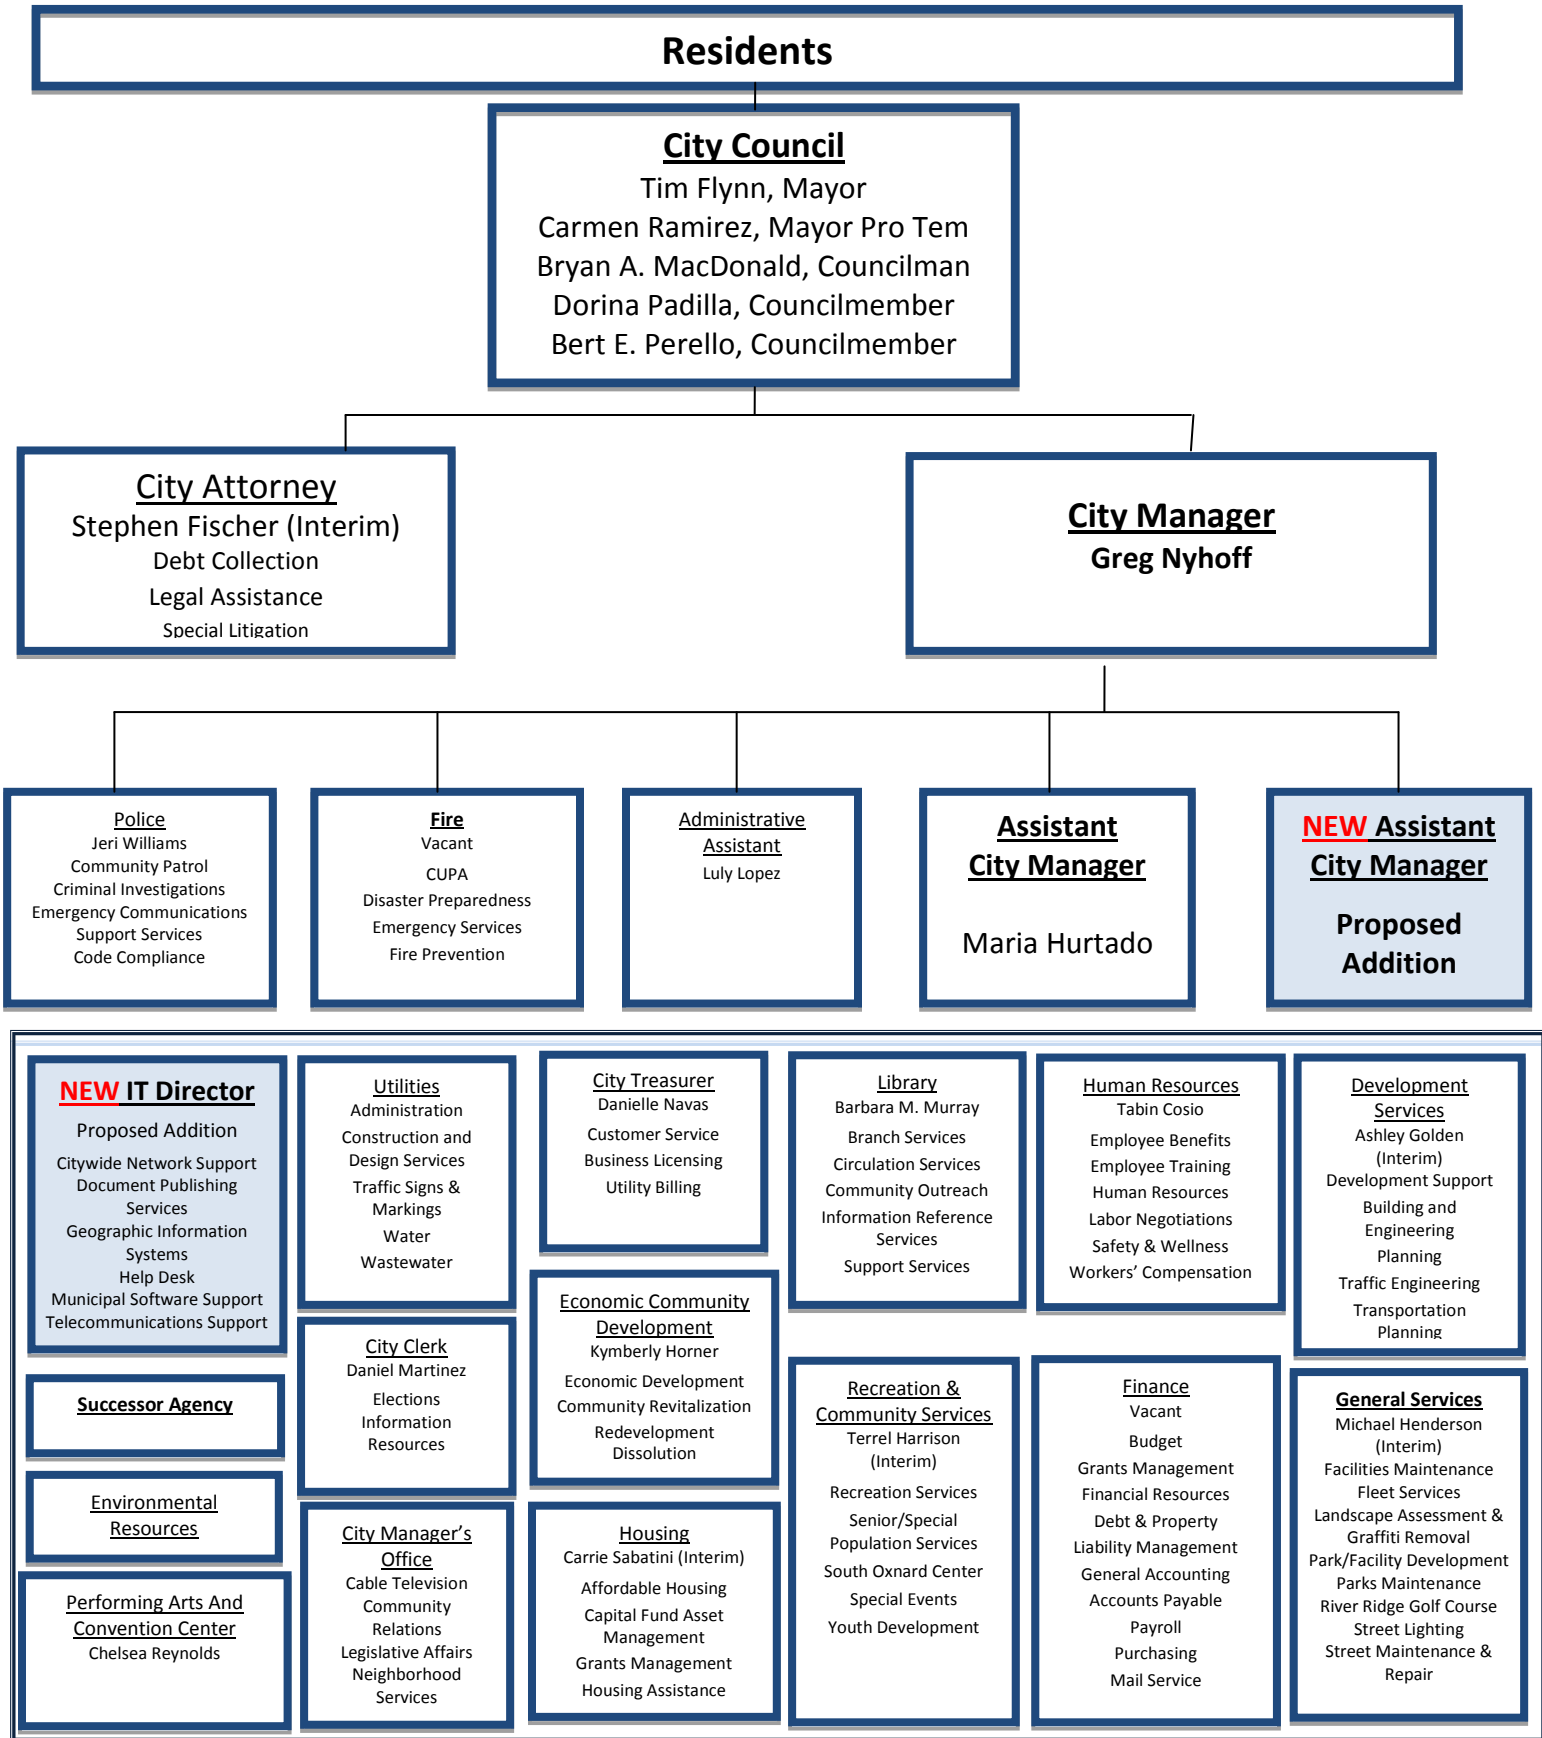 Residents
City Council
Tim Flynn, Mayor
Carmen Ramirez, Mayor Pro Tem
Bryan A. MacDonald, Councilman
Dorina Padilla, Councilmember
Bert E. Perello, Councilmember
City Attorney
Stephen Fischer (Interim)
Debt Collection
Legal Assistance
Special Litigation
City Manager
Greg Nyhoff
Police
Jeri Williams
Community Patrol
Criminal Investigations
Emergency Communications
Support Services
Code Compliance
Fire
Vacant
CUPA
Disaster Preparedness
Emergency Services
Fire Prevention
Administrative
Assistant
Luly Lopez
Assistant
City Manager
Maria Hurtado
NEW Assistant
City Manager
Proposed
Addition
NEW IT Director
Proposed Addition
Citywide Network Support
Document Publishing
Services
Geographic Information
Systems
Help Desk
Municipal Software Support
Telecommunications Support
Successor Agency
Environmental
Resources
Performing Arts And
Convention Center
Chelsea Reynolds
Utilities
Administration
Construction and
Design Services
Traffic Signs &
Markings
Water
Wastewater
City Clerk
Daniel Martinez
Elections
Information
Resources
City Manager's
Office
Cable Television
Community
Relations
Legislative Affairs
Neighborhood
Services
City Treasurer
Danielle Navas
Customer Service
Business Licensing
Utility Billing
Economic Community
Development
Kymberly Horner
Economic Development
Community Revitalization
Redevelopment
Dissolution
Housing
Carrie Sabatini (Interim)
Affordable Housing
Capital Fund Asset
Management
Grants Management
Housing Assistance
Library
Barbara M. Murray
Branch Services
Circulation Services
Community Outreach
Information Reference
Services
Support Services
Recreation &
Community Services
Terrel Harrison
(Interim)
Recreation Services
Senior/Special
Population Services
South Oxnard Center
Special Events
Youth Development
Human Resources
Tabin Cosio
Employee Benefits
Employee Training
Human Resources
Labor Negotiations
Safety & Wellness
Workers' Compensation
Finance
Vacant
Budget
Grants Management
Financial Resources
Debt & Property
Liability Management
General Accounting
Accounts Payable
Payroll
Purchasing
Mail Service
Development
Services
Ashley Golden
(Interim)
Development Support
Building and
Engineering
Planning
Traffic Engineering
Transportation
Planning
General Services
Michael Henderson
(Interim)
Facilities Maintenance
Fleet Services
Landscape Assessment &
Graffiti Removal
Park/Facility Development
Parks Maintenance
River Ridge Golf Course
Street Lighting
Street Maintenance &
Repair